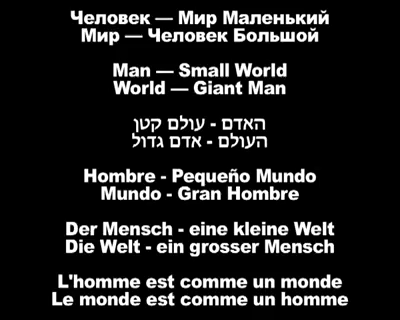 Человек — Мир Маленький
Мир — Человек Большой
Man — Small World
World — Giant Man
האדם - עולם קטן
העולם - אדם גדול
Hombre - Pequeño Mundo
Mundo - Gran Hombre
Der Mensch - eine kleine Welt
Die Welt - ein grosser Mensch
L'homme est comme un monde
Le monde est comme un homme